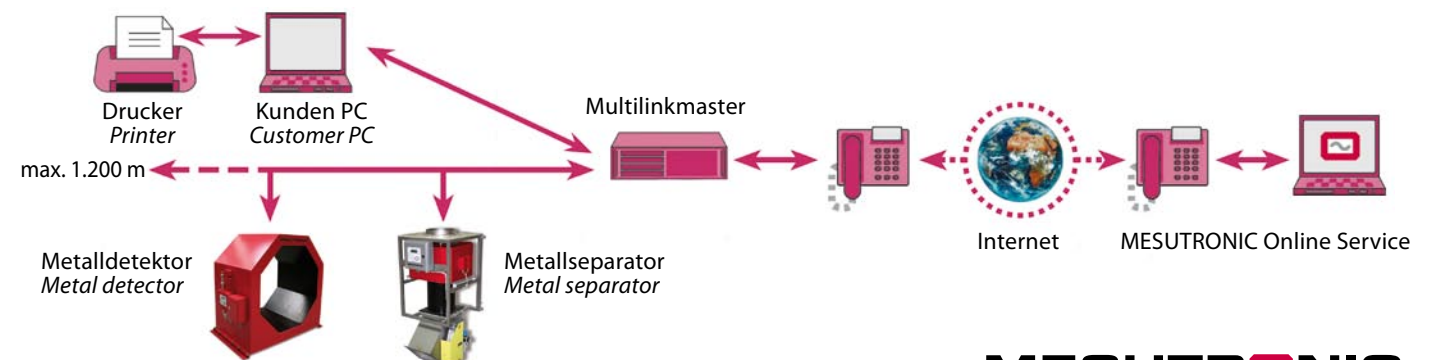 Drucker
Printer
Kunden PC
Customer PC
Multilinkmaster
max. 1.200 m
Internet
MESUTRONIC Online Service
Metalldetektor
Metal detector
Metallseparator
Metal separator
MESUTRONIC